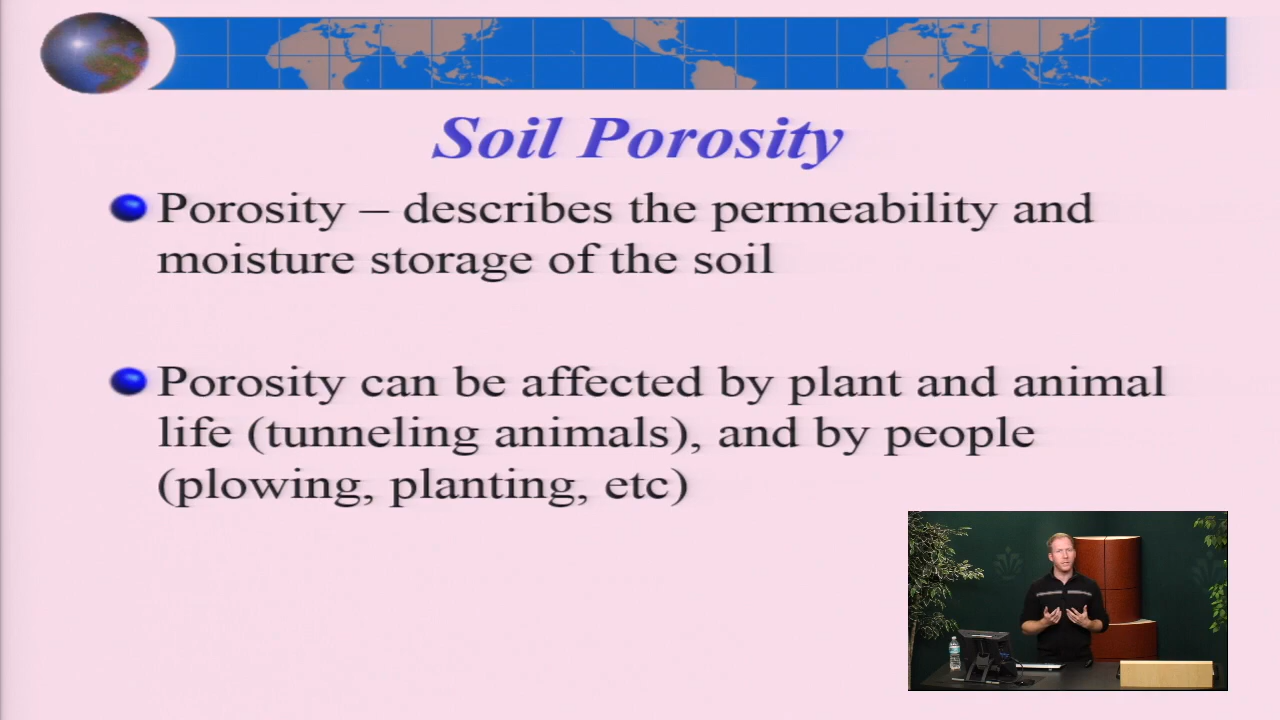 Soil Porosity
Porosity – describes the permeability and
moisture storage of the soil
Porosity can be affected by plant and animal
life (tunneling animals), and by people
(plowing, planting, etc)